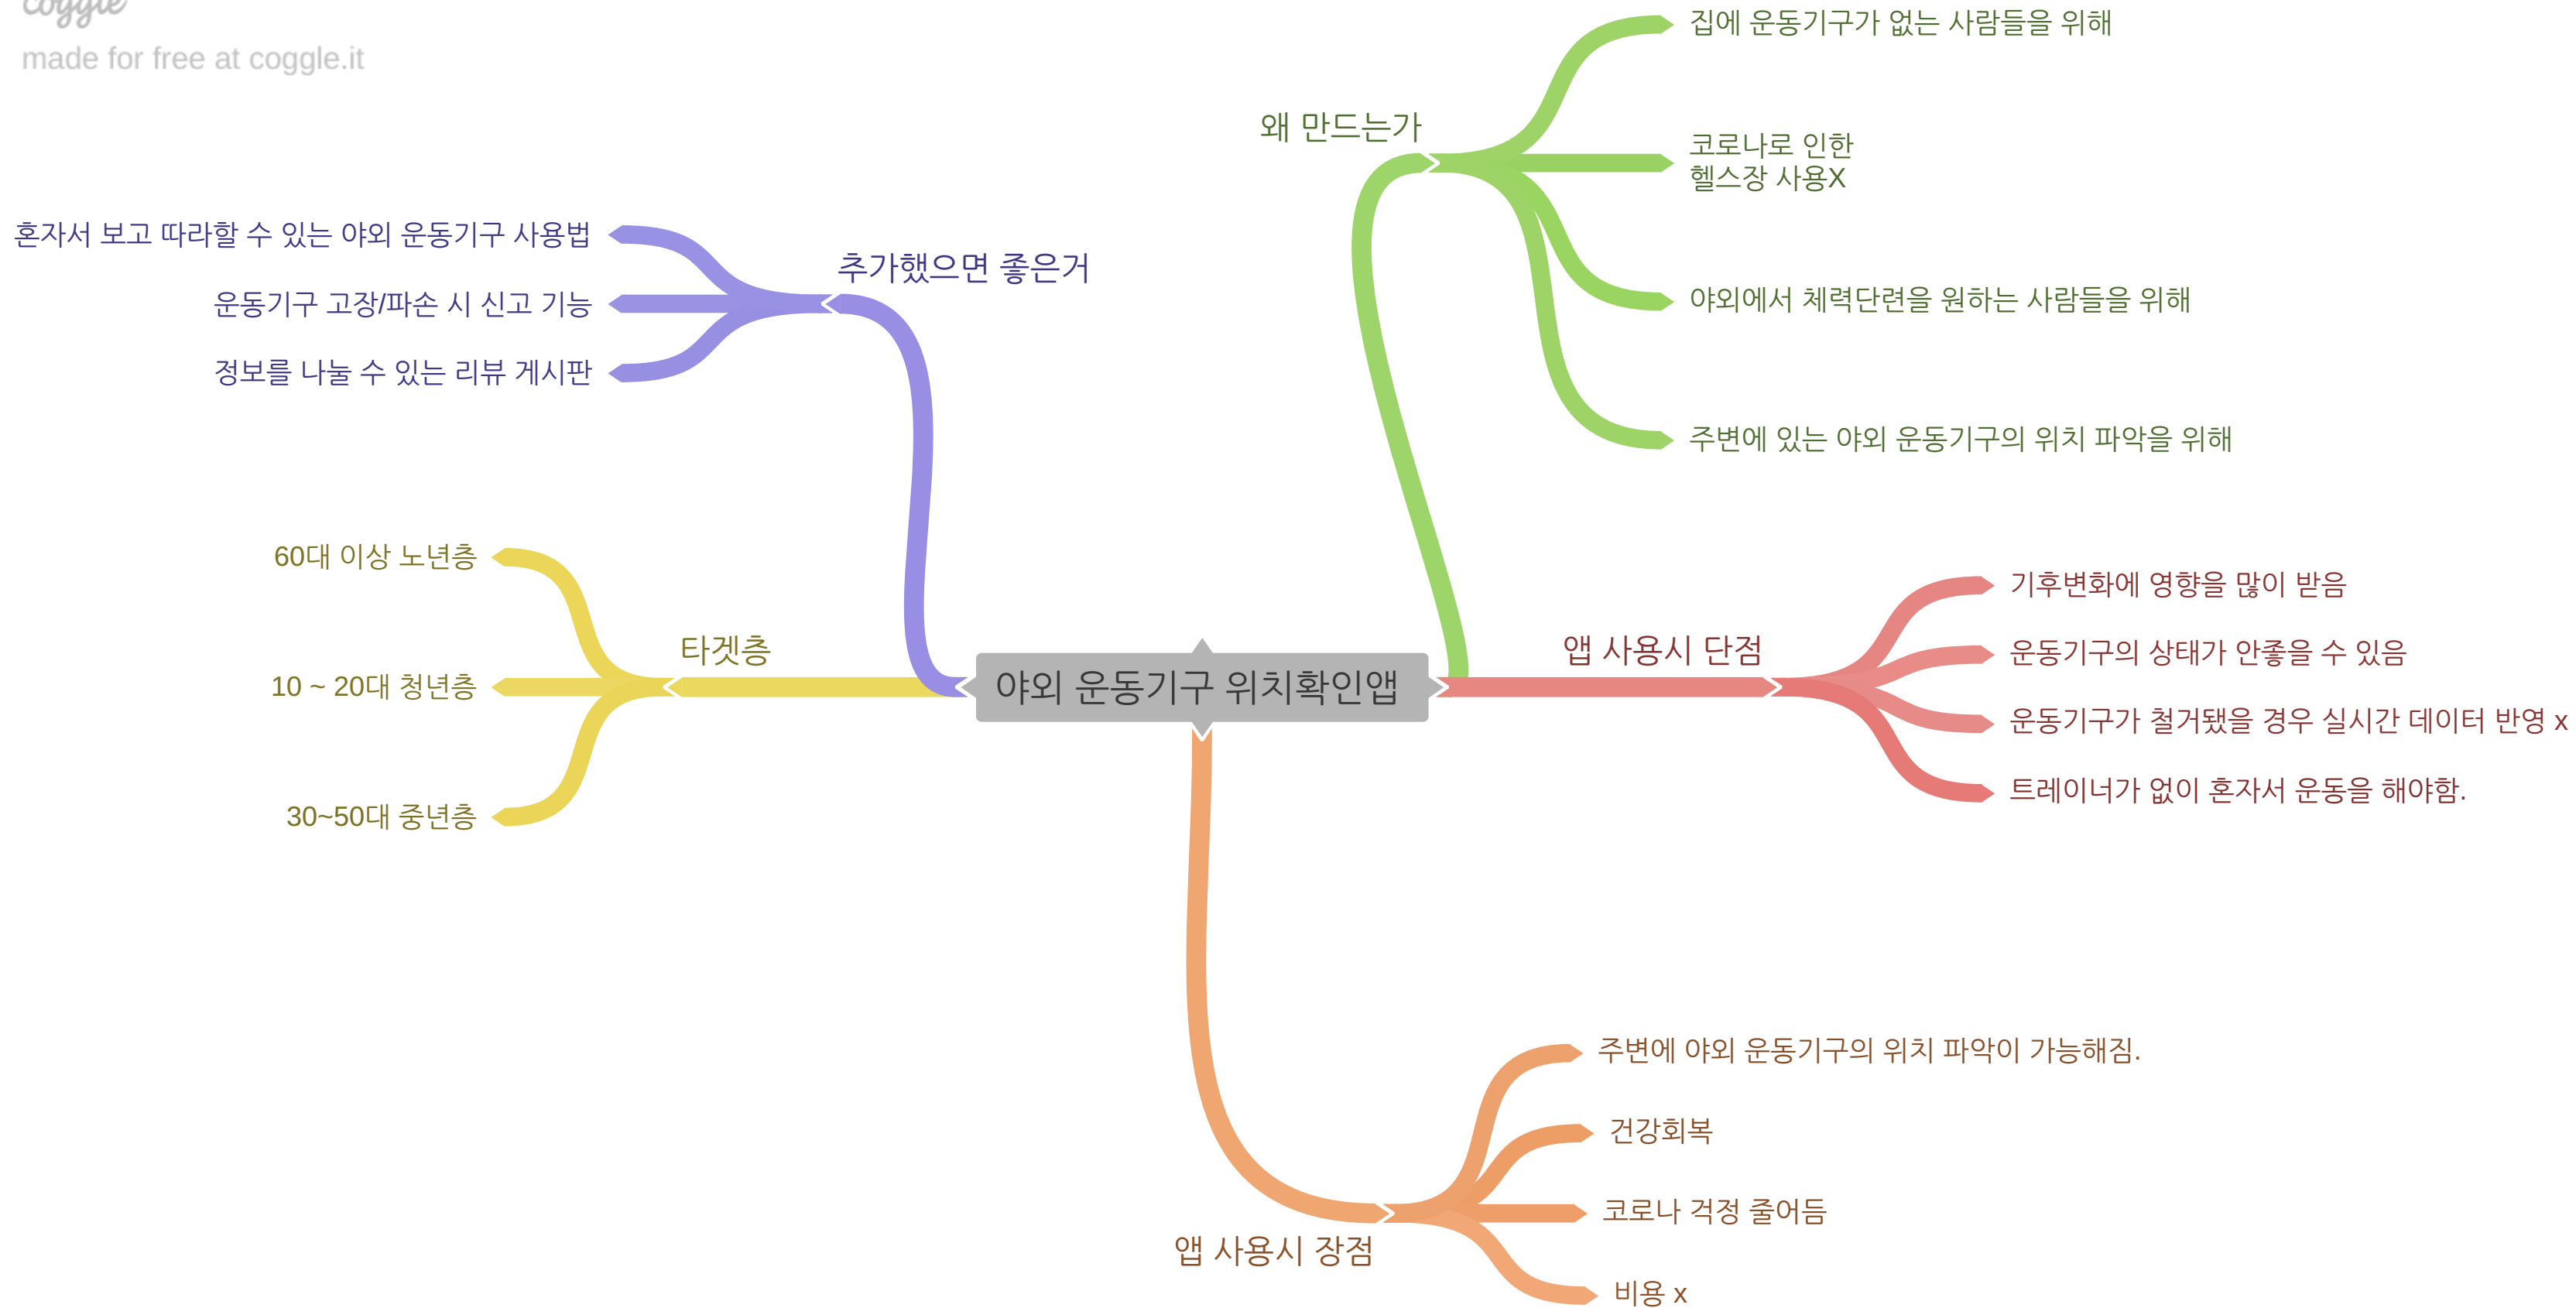 coggle
made for free at coggle.it
왜 만드는가
집에 운동기구가 없는 사람들을 위해
코로나로 인한
헬스장 사용X
야외에서 체력단련을 원하는 사람들을 위해
주변에 있는 야외 운동기구의 위치 파악을 위해
추가했으면 좋은거
혼자서 보고 따라할 수 있는 야외 운동기구 사용법
운동기구 고장/파손 시 신고 기능
정보를 나눌 수 있는 리뷰 게시판
타겟층
60대 이상 노년층
10 ~ 20대 청년층
30~50대 중년층
야외 운동기구 위치확인앱
앱 사용시 단점
기후변화에 영향을 많이 받음
운동기구의 상태가 안좋을 수 있음
운동기구가 철거됐을 경우 실시간 데이터 반영 x
트레이너가 없이 혼자서 운동을 해야함.
앱 사용시 장점
주변에 야외 운동기구의 위치 파악이 가능해짐.
건강회복
코로나 걱정 줄어듬
비용 x